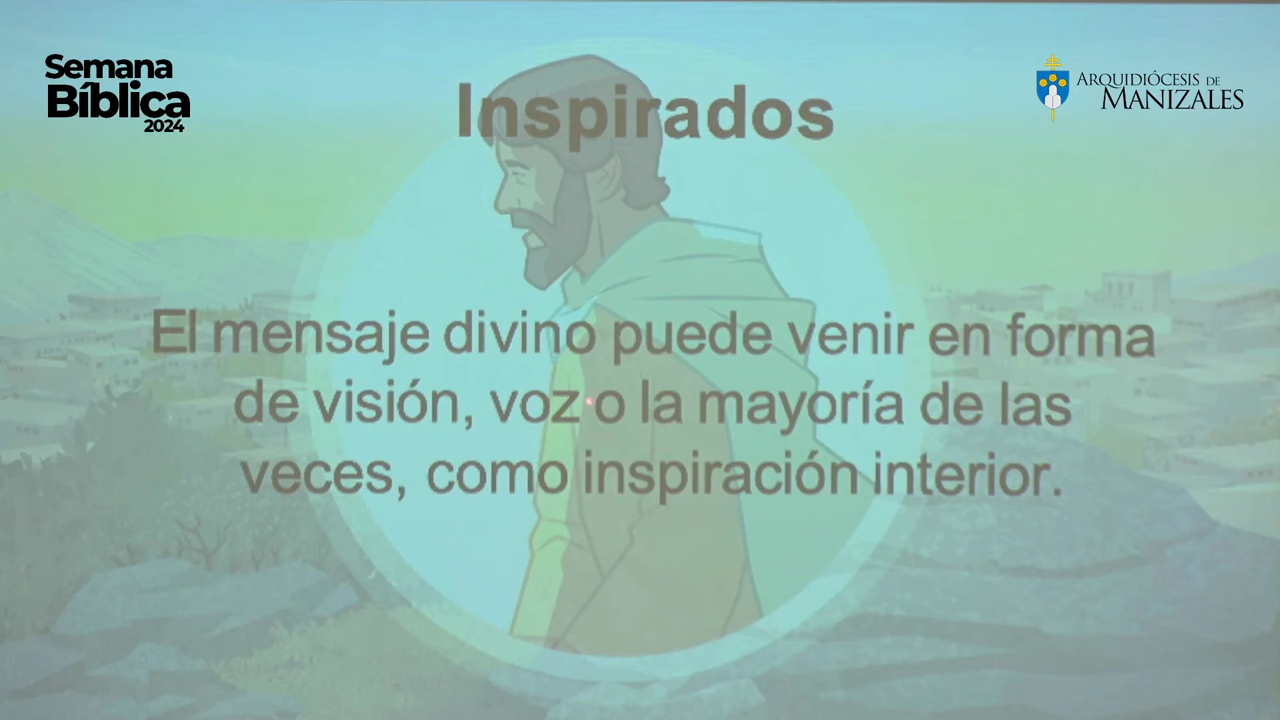 Semana
Bíblica
2024
ARQUIDIÓCESIS DE
MANIZALES
Inspirados
El mensaje divino puede venir en forma
de visión, voz o la mayoría de las
veces, como inspiración interior.